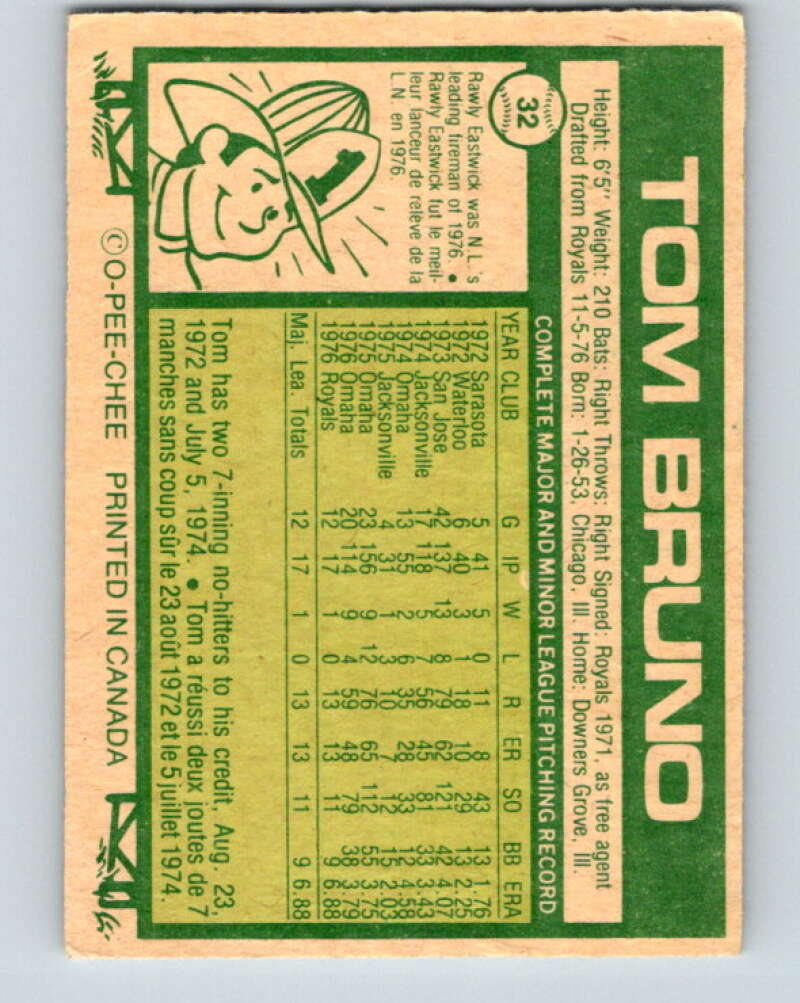 TOM BRUNO
Height: 6'5" Weight: 210 Bats: Right Throws: Right Signed: Royals 1971, as free agent
Drafted from Royals 11-5-76 Born: 1-26-53, Chicago, Ill. Home: Downers Grove, Ill.
32
Rawly Eastwick was N.L.'s
leading fireman of 1976. •
Rawly Eastwick fut le meil-
leur lanceur de relève de la
L.N. en 1976.
1
COMPLETE MAJOR AND MINOR LEAGUE PITCHING RECORD
YEAR CLUB G IP W L R ER SO BB ERA
1972 Sarasota 5 41 5 0 11 8 43 13 1.76
1972 Waterloo 6 40 3 1 18 10 29 13 2.25
1973 San Jose 42 137 13 8 79 62 121 42 4.07
1974 Jacksonville 17 118 5 7 56 45 81 33 3.43
1974 Omaha 13 55 2 6 35 28 33 12 4.58
1975 Jacksonville 4 31 1 3 10 7 12 15 2.03
1975 Omaha 23 156 9 12 76 65 112 55 3.75
1976 Omaha 20 114 9 4 59 48 79 38 3.79
1976 Royals 12 17 1 0 13 13 11 9 6.88
Maj. Lea. Totals 12 17 1 0 13 13 11 9 6.88
Tom has two 7-inning no-hitters to his credit, Aug. 23,
1972 and July 5, 1974. • Tom a réussi deux joutes de 7
manches sans coup sûr le 23 août 1972 et le 5 juillet 1974.
© O-PEE-CHEE PRINTED IN CANADA